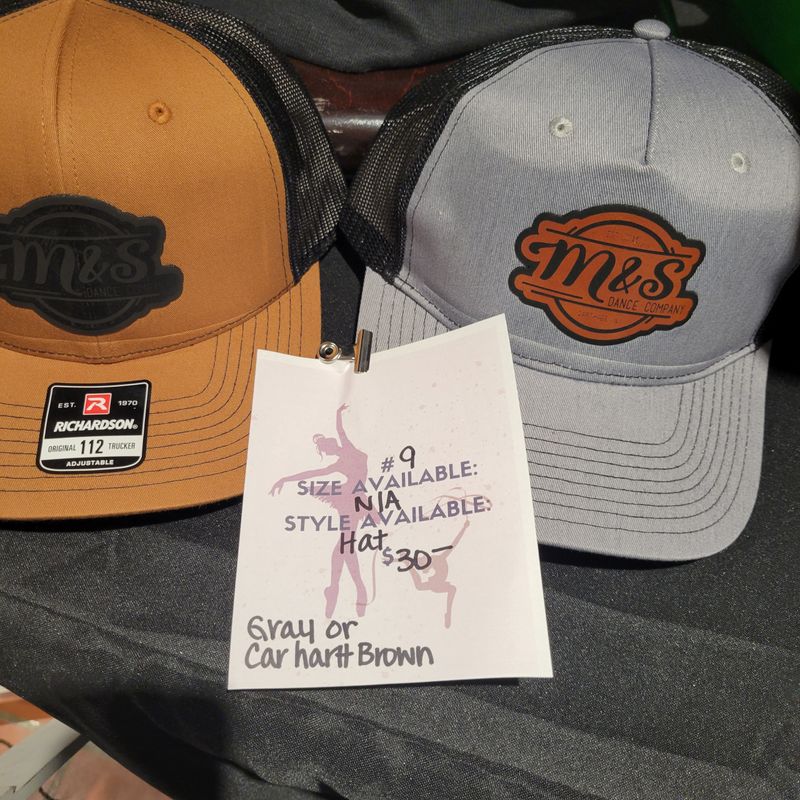 M&S
DANCE COMPANY
EST. R 1970
RICHARDSON®
ORIGINAL 112 TRUCKER
ADJUSTABLE
M&S
DANCE COMPANY
#9
SIZE AVAILABLE:
N/A
STYLE AVAILABLE:
Hat
$30—
Gray or
Carhartt Brown